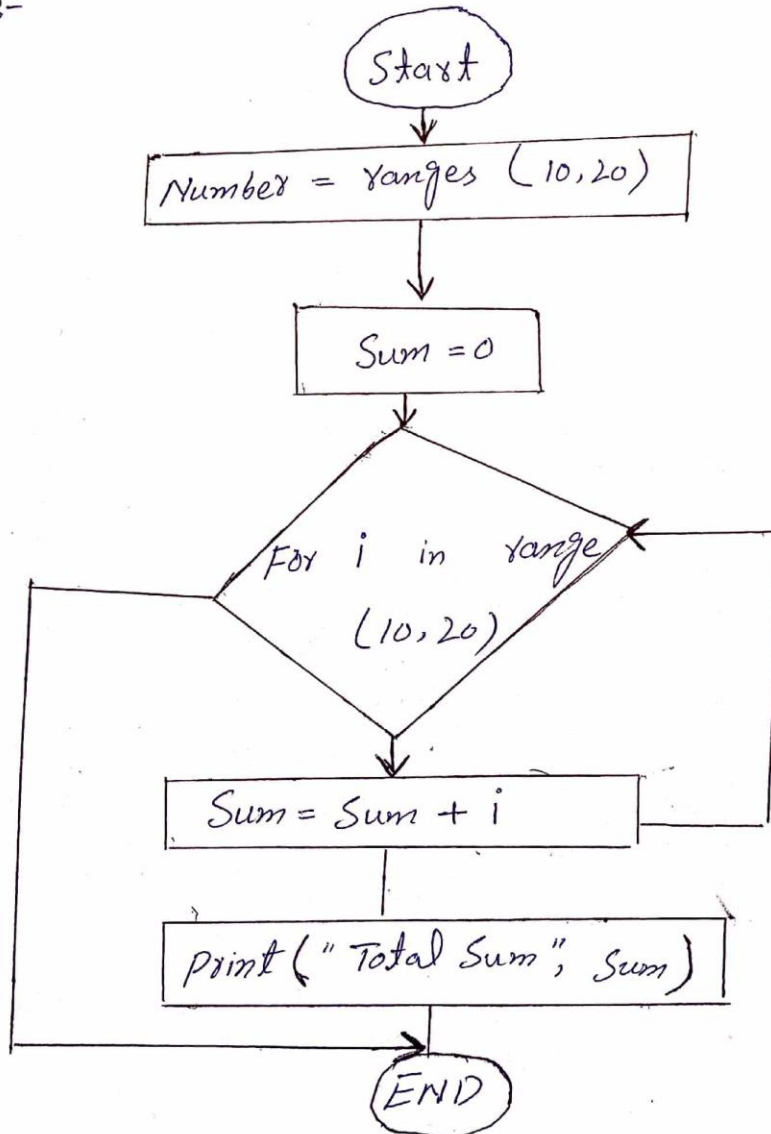 Start
Number = ranges (10,20)
Sum = 0
For i in range
(10,20)
Sum = Sum + i
Print("Total Sum", Sum)
END